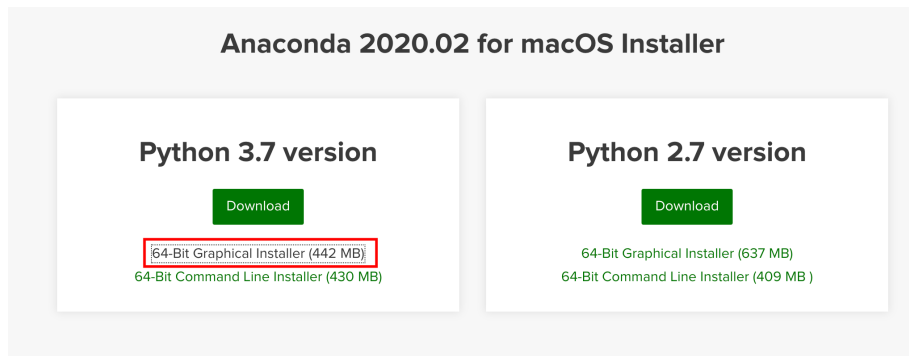 Anaconda 2020.02 for macOS Installer
Python 3.7 version
Download
64-Bit Graphical Installer (442 MB)
64-Bit Command Line Installer (430 MB)
Python 2.7 version
Download
64-Bit Graphical Installer (637 MB)
64-Bit Command Line Installer (409 MB )